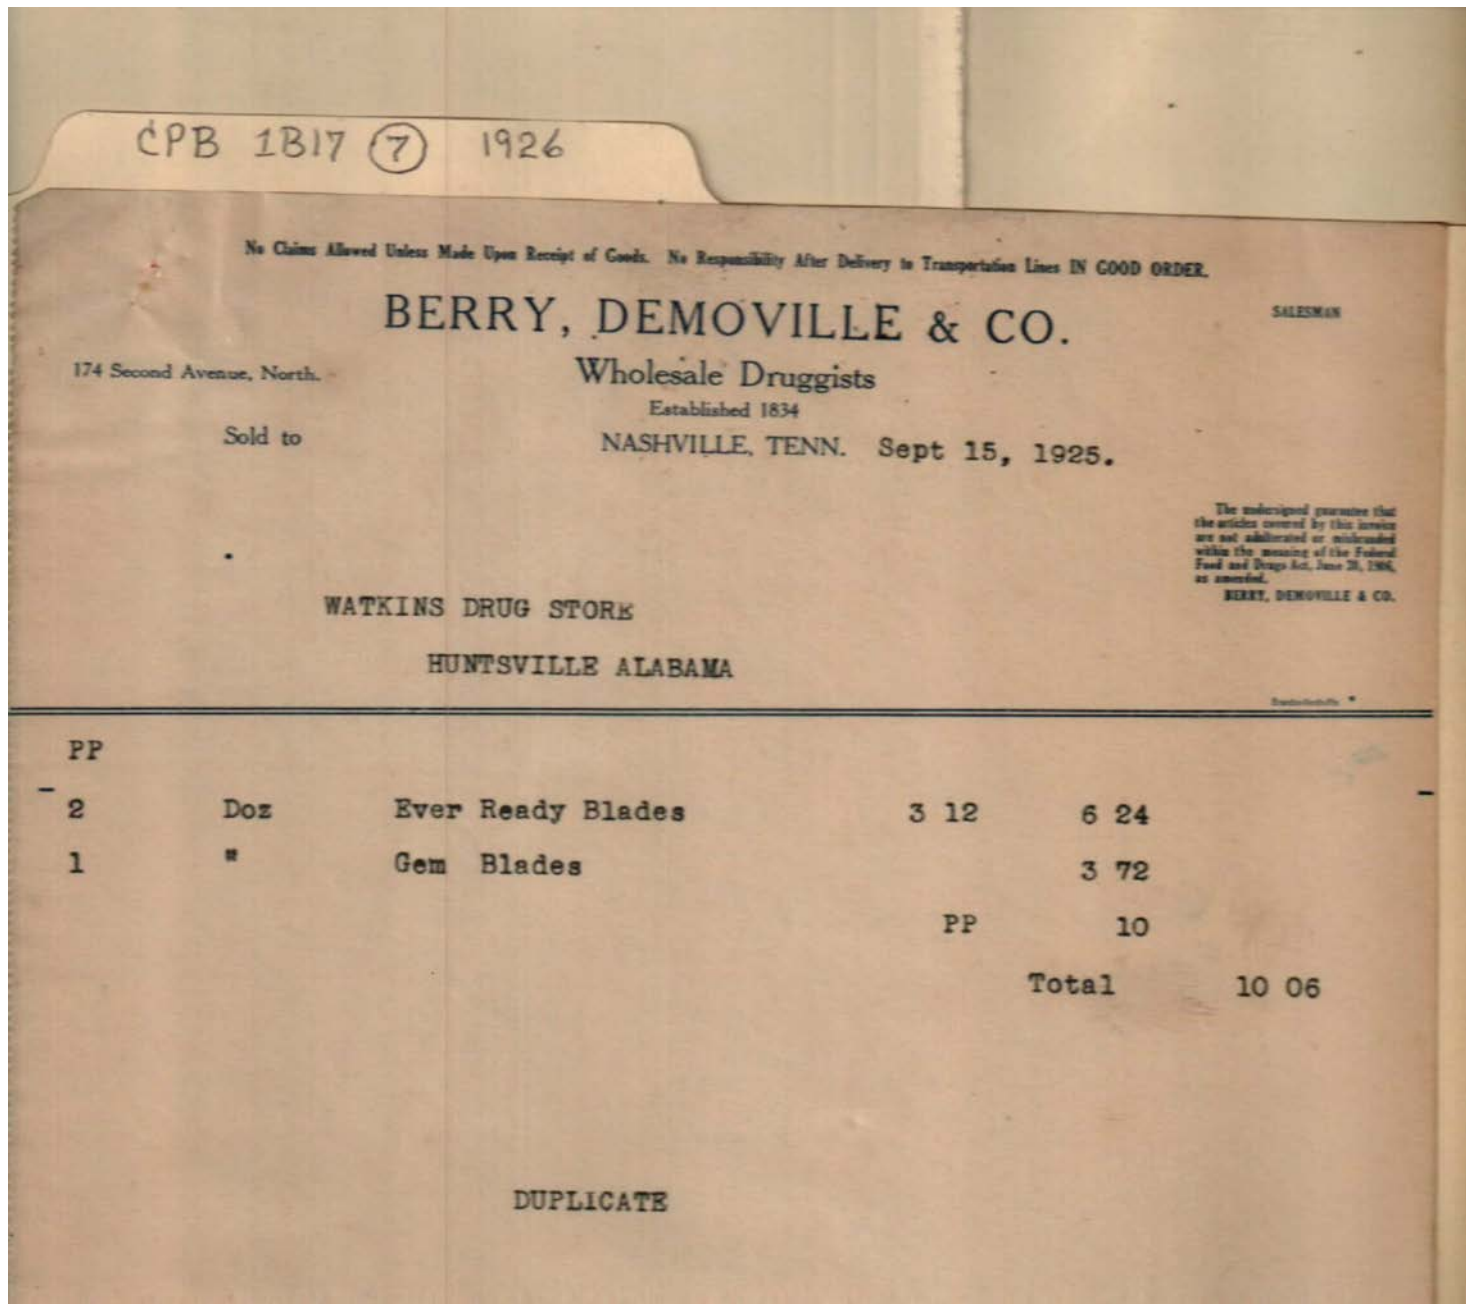 CPB 1B17 7 1926
No Claims Allowed Unless Made Upon Receipt of Goods. No Responsibility After Delivery to Transportation Lines IN GOOD ORDER.
BERRY, DEMOVILLE & CO.
SALESMAN
174 Second Avenue, North.
Wholesale Druggists
Established 1834
Sold to
NASHVILLE, TENN. Sept 15, 1925.
The undersigned guarantee that
the articles covered by this invoice
are not adulterated or misbranded
within the meaning of the Federal
Food and Drugs Act, June 30, 1906,
as amended.
BERRY, DEMOVILLE & CO.
WATKINS DRUG STORE
HUNTSVILLE ALABAMA
PP
2 Doz Ever Ready Blades 3 12 6 24
1 " Gem Blades 3 72
PP 10
Total 10 06
DUPLICATE